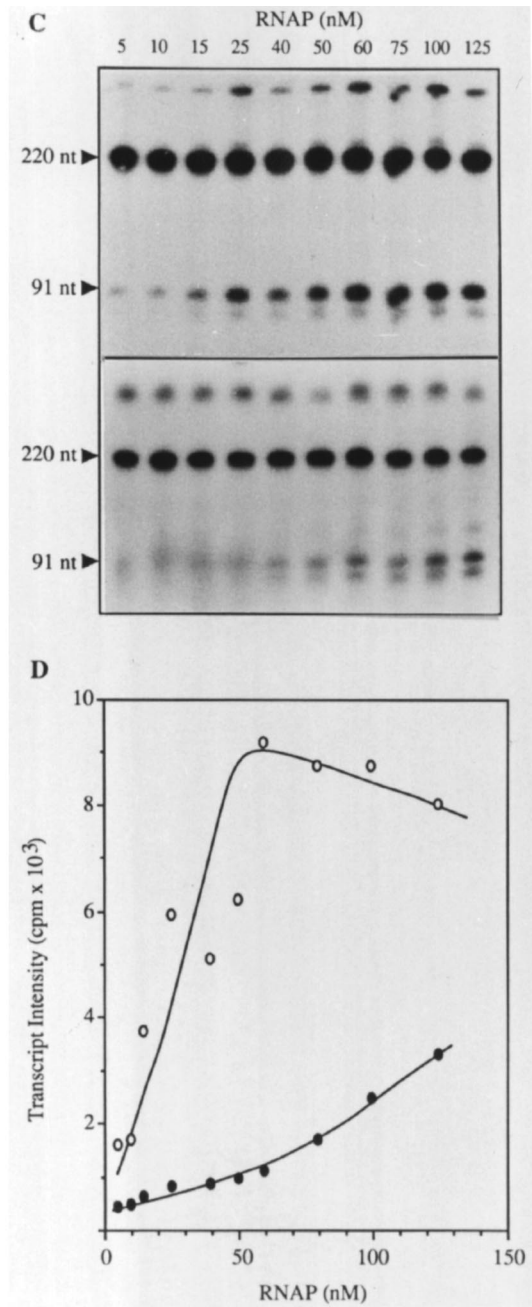 C
RNAP (nM)
5 10 15 25 40 50 60 75 100 125
220 nt
91 nt
220 nt
91 nt
D
10
8
6
4
2
Transcript Intensity (cpm x 10³)
0 50 100 150
RNAP (nM)